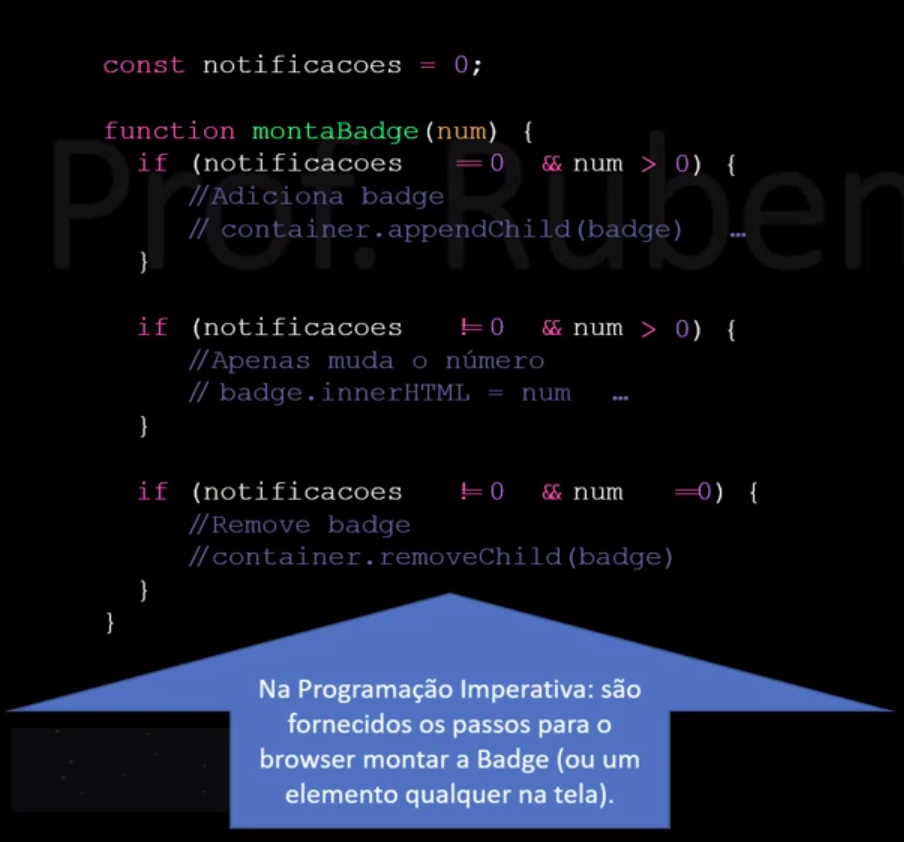 const notificacoes = 0;
function montaBadge(num) {
if (notificacoes == 0 && num > 0) {
//Adiciona badge
// container.appendChild(badge) …
}
if (notificacoes != 0 && num > 0) {
//Apenas muda o número
// badge.innerHTML = num …
}
if (notificacoes != 0 && num ==0) {
//Remove badge
//container.removeChild(badge)
}
}
Prof. Ruben
Na Programação Imperativa: são
fornecidos os passos para o
browser montar a Badge (ou um
elemento qualquer na tela).